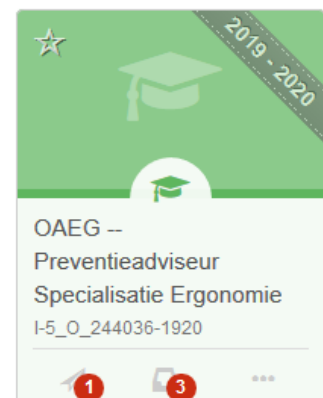 2019 - 2020
OAEG --
Preventieadviseur
Specialisatie Ergonomie
I-5_O_244036-1920
1
3